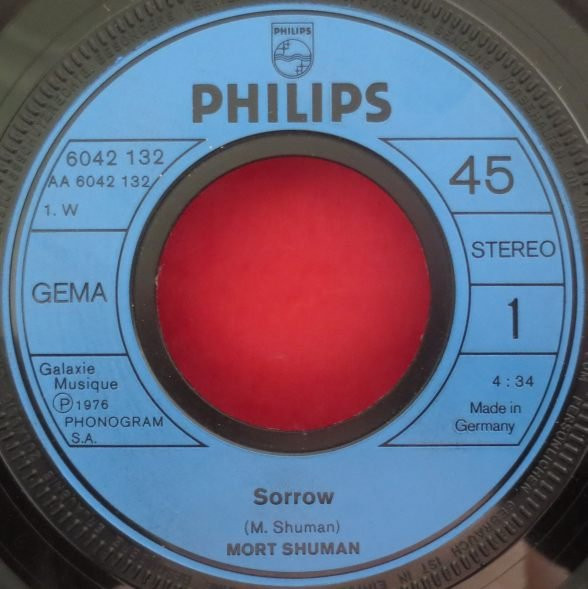 PHILIPS
PHILIPS
6042 132
AA 6042 132
1. W
45
STEREO
GEMA
1
Galaxie
Musique
Ⓟ 1976
PHONOGRAM
S.A.
4 : 34
Made in
Germany
Sorrow
(M. Shuman)
MORT SHUMAN